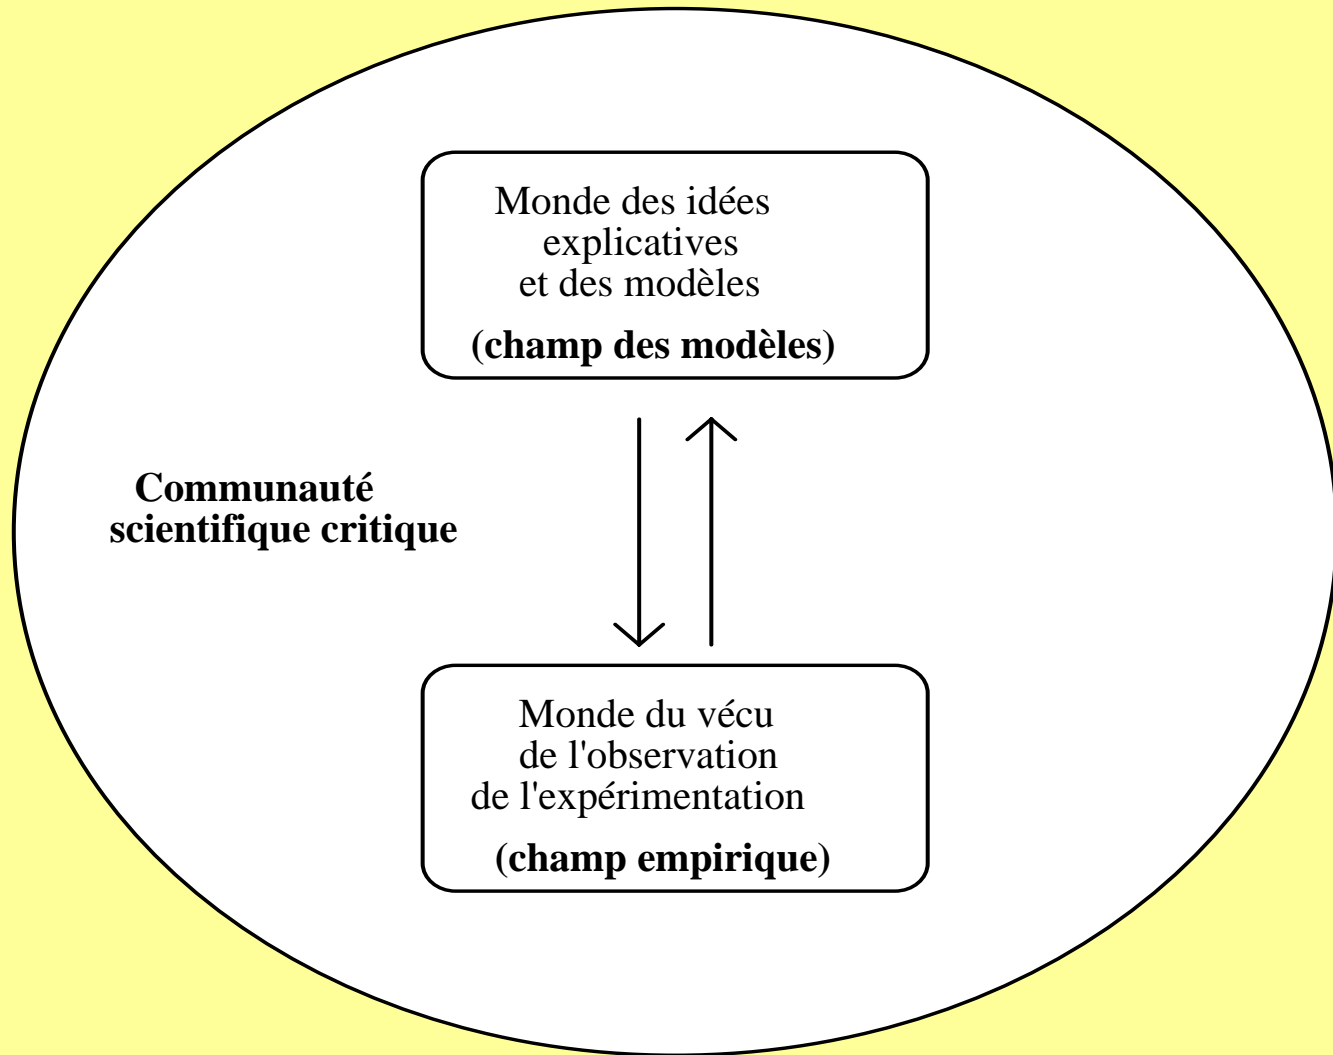 Monde des idées
explicatives
et des modèles
(champ des modèles)
Communauté
scientifique critique
Monde du vécu
de l'observation
de l'expérimentation
(champ empirique)